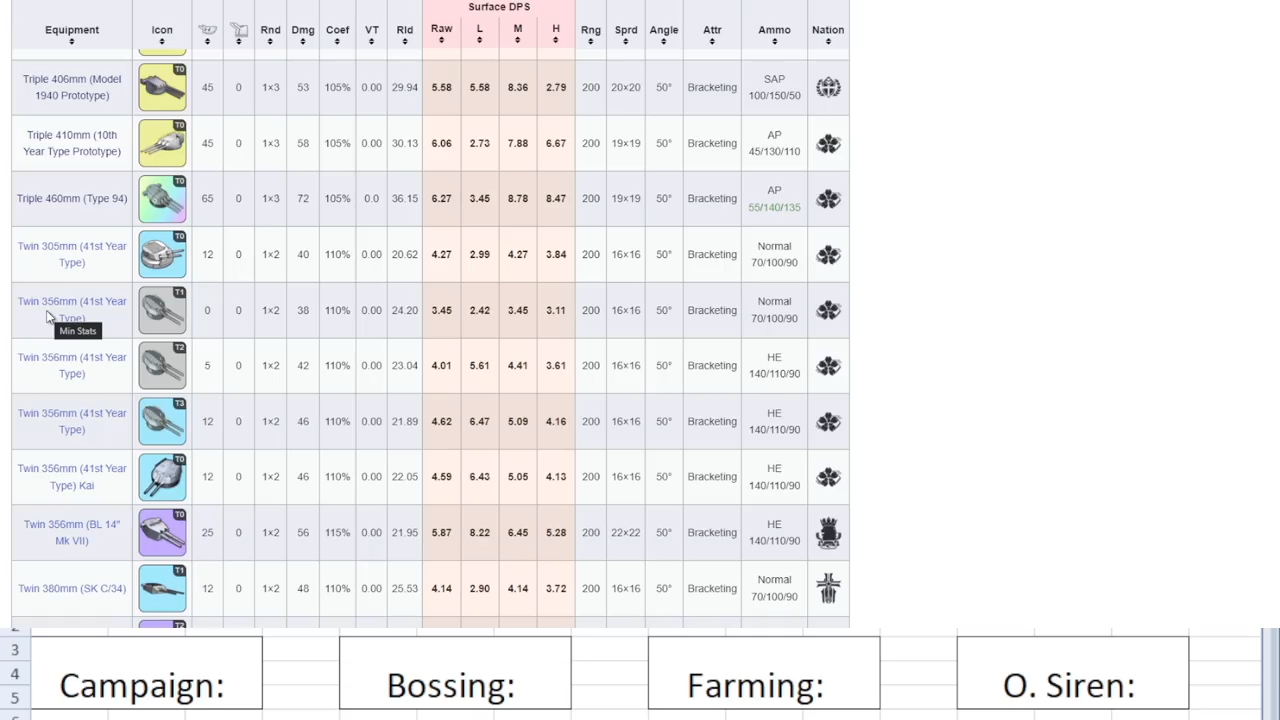 Surface DPS
Equipment Icon Rnd Dmg Coef VT Rld Raw L M H Rng Sprd Angle Attr Ammo Nation
Triple 406mm (Model 1940 Prototype) T0 45 0 1×3 53 105% 0.00 29.94 5.58 5.58 8.36 2.79 200 20×20 50° Bracketing SAP 100/150/50
Triple 410mm (10th Year Type Prototype) T0 45 0 1×3 58 105% 0.00 30.13 6.06 2.73 7.88 6.67 200 19×19 50° Bracketing AP 45/130/110
Triple 460mm (Type 94) T0 65 0 1×3 72 105% 0.0 36.15 6.27 3.45 8.78 8.47 200 19×19 50° Bracketing AP 55/140/135
Twin 305mm (41st Year Type) T0 12 0 1×2 40 110% 0.00 20.62 4.27 2.99 4.27 3.84 200 16×16 50° Bracketing Normal 70/100/90
Twin 356mm (41st Year Type) T1 0 0 1×2 38 110% 0.00 24.20 3.45 2.42 3.45 3.11 200 16×16 50° Bracketing Normal 70/100/90
Min Stats
Twin 356mm (41st Year Type) T2 5 0 1×2 42 110% 0.00 23.04 4.01 5.61 4.41 3.61 200 16×16 50° Bracketing HE 140/110/90
Twin 356mm (41st Year Type) T3 12 0 1×2 46 110% 0.00 21.89 4.62 6.47 5.09 4.16 200 16×16 50° Bracketing HE 140/110/90
Twin 356mm (41st Year Type) Kai T0 12 0 1×2 46 110% 0.00 22.05 4.59 6.43 5.05 4.13 200 16×16 50° Bracketing HE 140/110/90
Twin 356mm (BL 14" Mk VII) T0 25 0 1×2 56 115% 0.00 21.95 5.87 8.22 6.45 5.28 200 22×22 50° Bracketing HE 140/110/90
Twin 380mm (SK C/34) T1 12 0 1×2 48 110% 0.00 25.53 4.14 2.90 4.14 3.72 200 16×16 50° Bracketing Normal 70/100/90
T2
3
4
5
Campaign: Bossing: Farming: O. Siren: